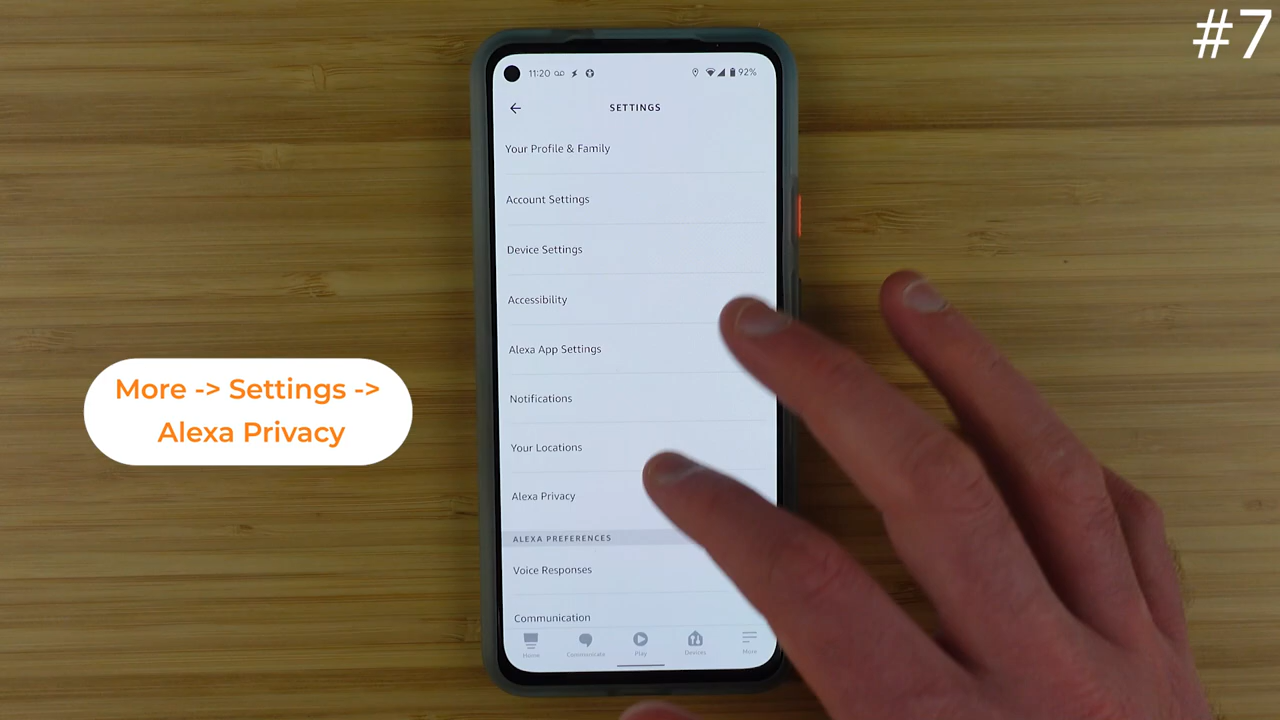 #7
11:20
92%
SETTINGS
Your Profile & Family
Account Settings
Device Settings
Accessibility
Alexa App Settings
Notifications
Your Locations
Alexa Privacy
ALEXA PREFERENCES
Voice Responses
Communication
Home
Communicate
Play
Devices
More
More -> Settings ->
Alexa Privacy